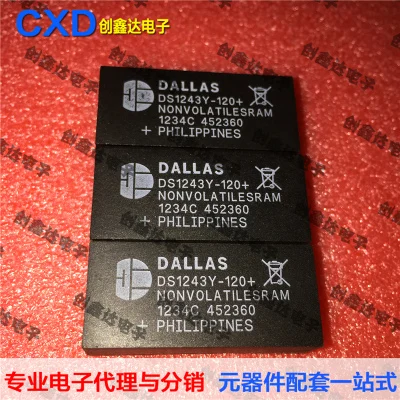 CXD 创鑫达电子
DALLAS
DS1243Y-120+
NONVOLATILESRAM
1234C 452360
+ PHILIPPINES
DALLAS
DS1243Y-120+
NONVOLATILESRAM
1234C 452360
+ PHILIPPINES
DALLAS
DS1243Y-120+
NONVOLATILESRAM
1234C 452360
+ PHILIPPINES
专业电子代理与分销 元器件配套一站式